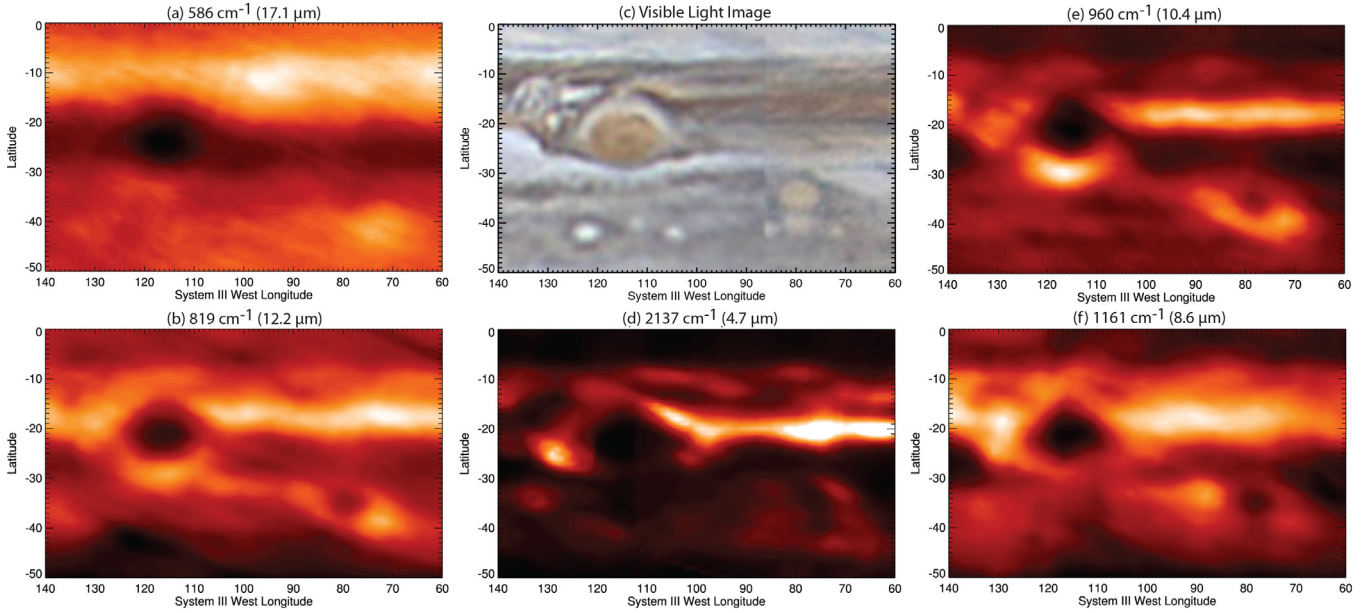 (a) 586 cm-1 (17.1 µm)
0
-10
-20
-30
-40
-50
Latitude
140 130 120 110 100 90 80 70 60
System III West Longitude
(b) 819 cm-1 (12.2 µm)
0
-10
-20
-30
-40
-50
Latitude
140 130 120 110 100 90 80 70 60
System III West Longitude
(c) Visible Light Image
0
-10
-20
-30
-40
-50
Latitude
140 130 120 110 100 90 80 70 60
System III West Longitude
(d) 2137 cm-1 (4.7 µm)
0
-10
-20
-30
-40
-50
Latitude
140 130 120 110 100 90 80 70 60
System III West Longitude
(e) 960 cm-1 (10.4 µm)
0
-10
-20
-30
-40
-50
Latitude
140 130 120 110 100 90 80 70 60
System III West Longitude
(f) 1161 cm-1 (8.6 µm)
0
-10
-20
-30
-40
-50
Latitude
140 130 120 110 100 90 80 70 60
System III West Longitude